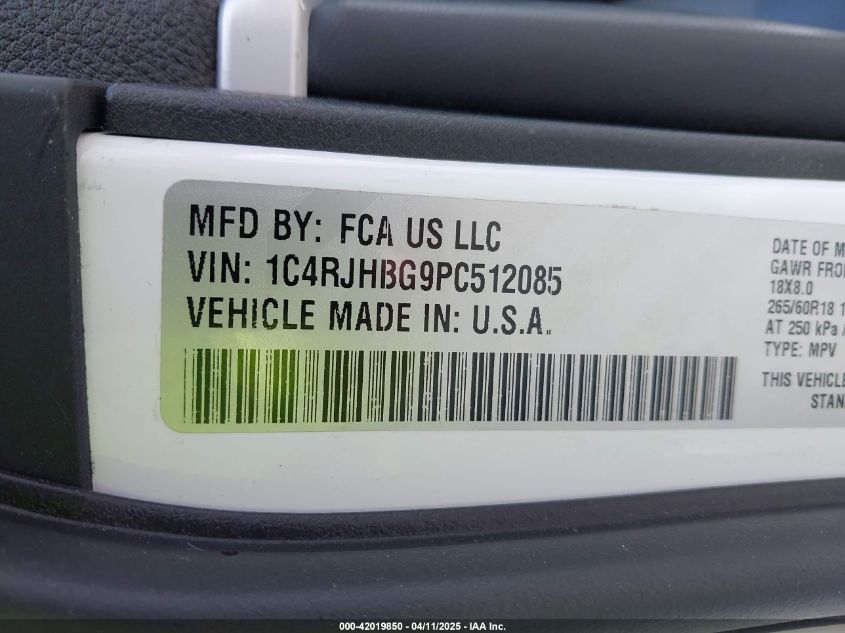 MFD BY: FCA US LLC
VIN: 1C4RJHBG9PC512085
VEHICLE MADE IN: U.S.A.
DATE OF M
GAWR FRO
18X8.0
265/60R18 1
AT 250 kPa
TYPE: MPV
THIS VEHICLE
STAN
000-42019850 - 04/11/2025 - IAA Inc.